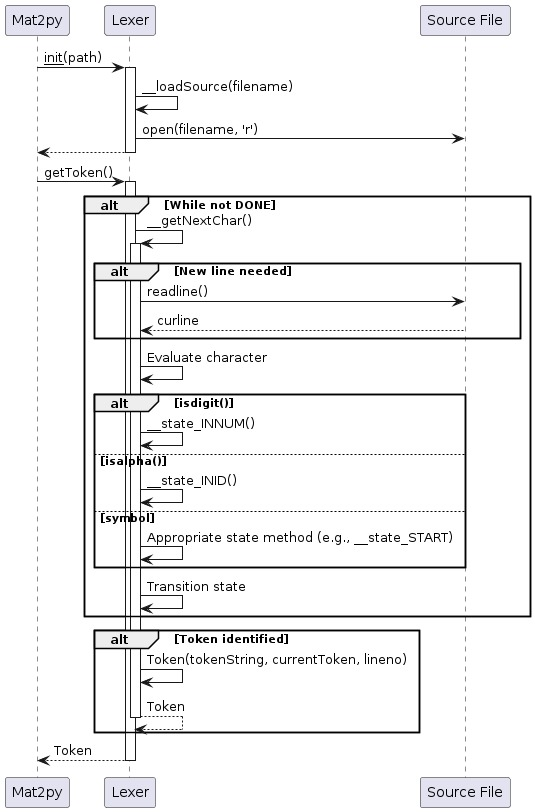 Mat2py
Lexer
Source File
init(path)
__loadSource(filename)
open(filename, 'r')
getToken()
alt [While not DONE]
__getNextChar()
alt [New line needed]
readline()
curline
Evaluate character
alt [isdigit()]
__state_INNUM()
[isalpha()]
__state_INID()
[symbol]
Appropriate state method (e.g., __state_START)
Transition state
alt [Token identified]
Token(tokenString, currentToken, lineno)
Token
Token
Mat2py
Lexer
Source File